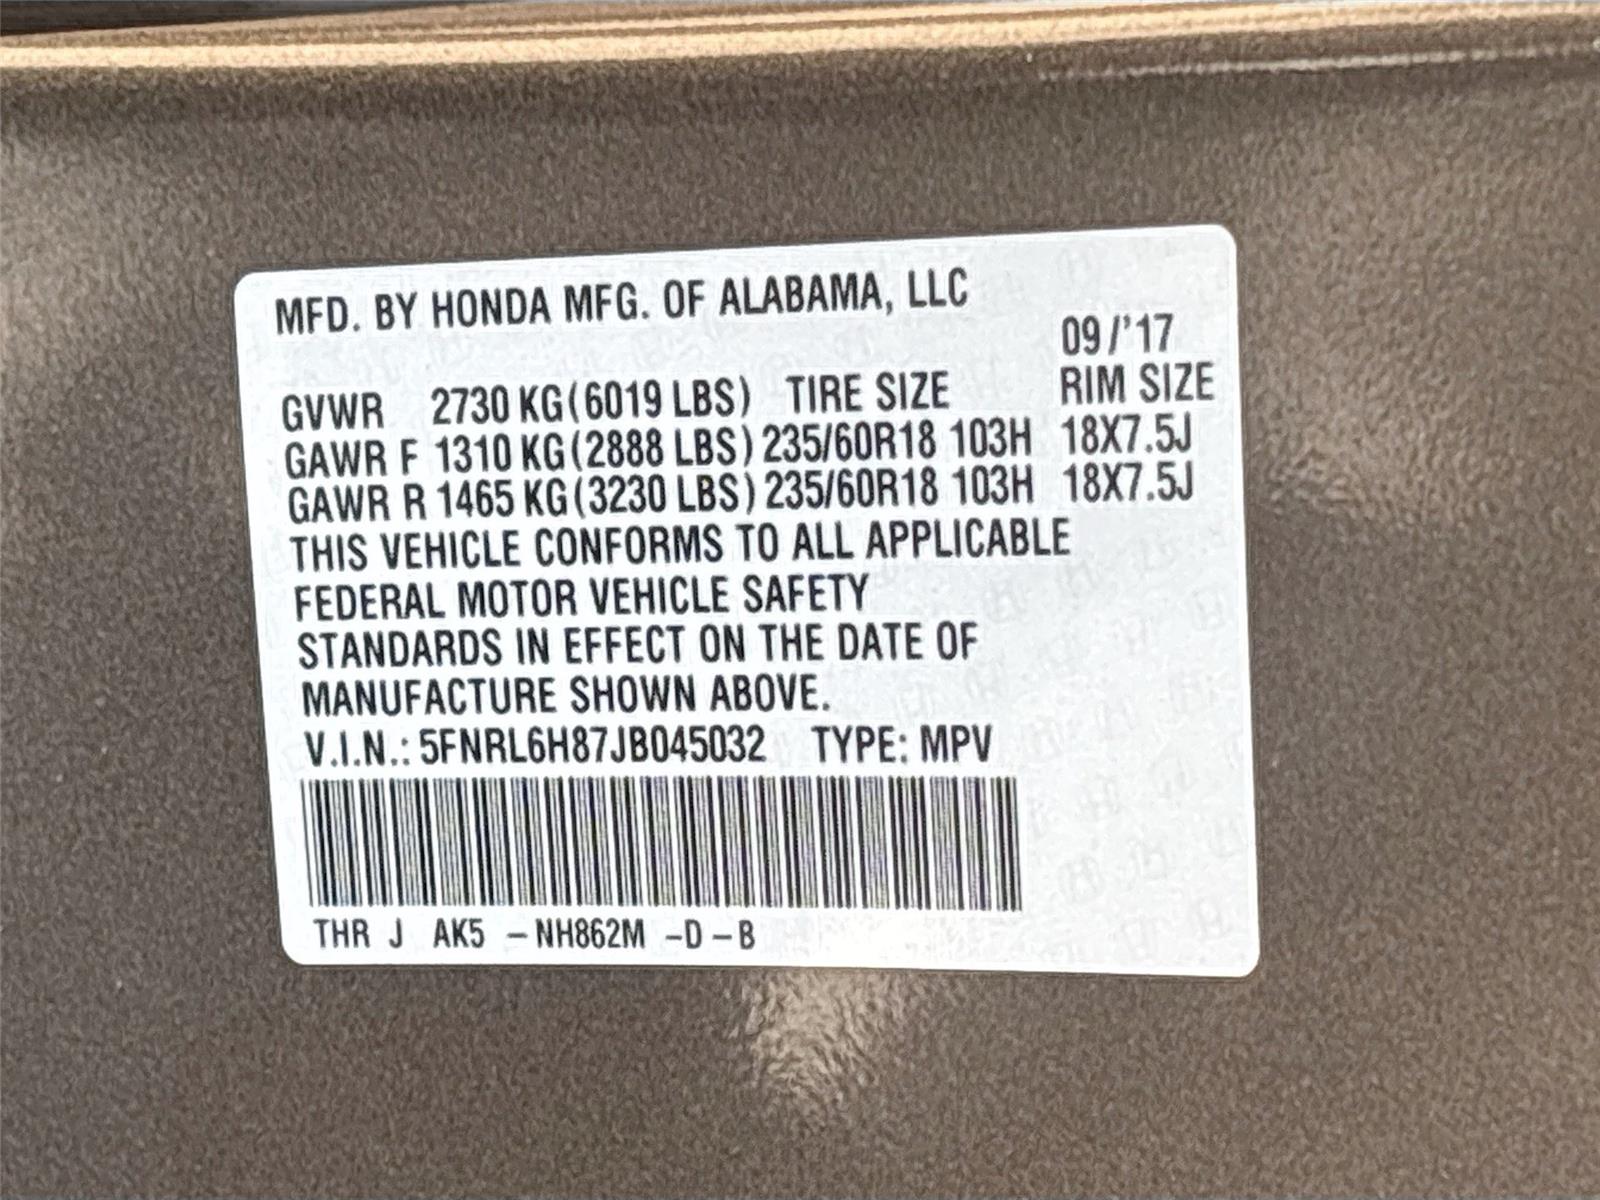 MFD. BY HONDA MFG. OF ALABAMA, LLC
09/'17
GVWR 2730 KG(6019 LBS) TIRE SIZE RIM SIZE
GAWR F 1310 KG(2888 LBS) 235/60R18 103H 18X7.5J
GAWR R 1465 KG(3230 LBS) 235/60R18 103H 18X7.5J
THIS VEHICLE CONFORMS TO ALL APPLICABLE
FEDERAL MOTOR VEHICLE SAFETY
STANDARDS IN EFFECT ON THE DATE OF
MANUFACTURE SHOWN ABOVE.
V.I.N.: 5FNRL6H87JB045032 TYPE: MPV
THR J AK5 -NH862M -D-B